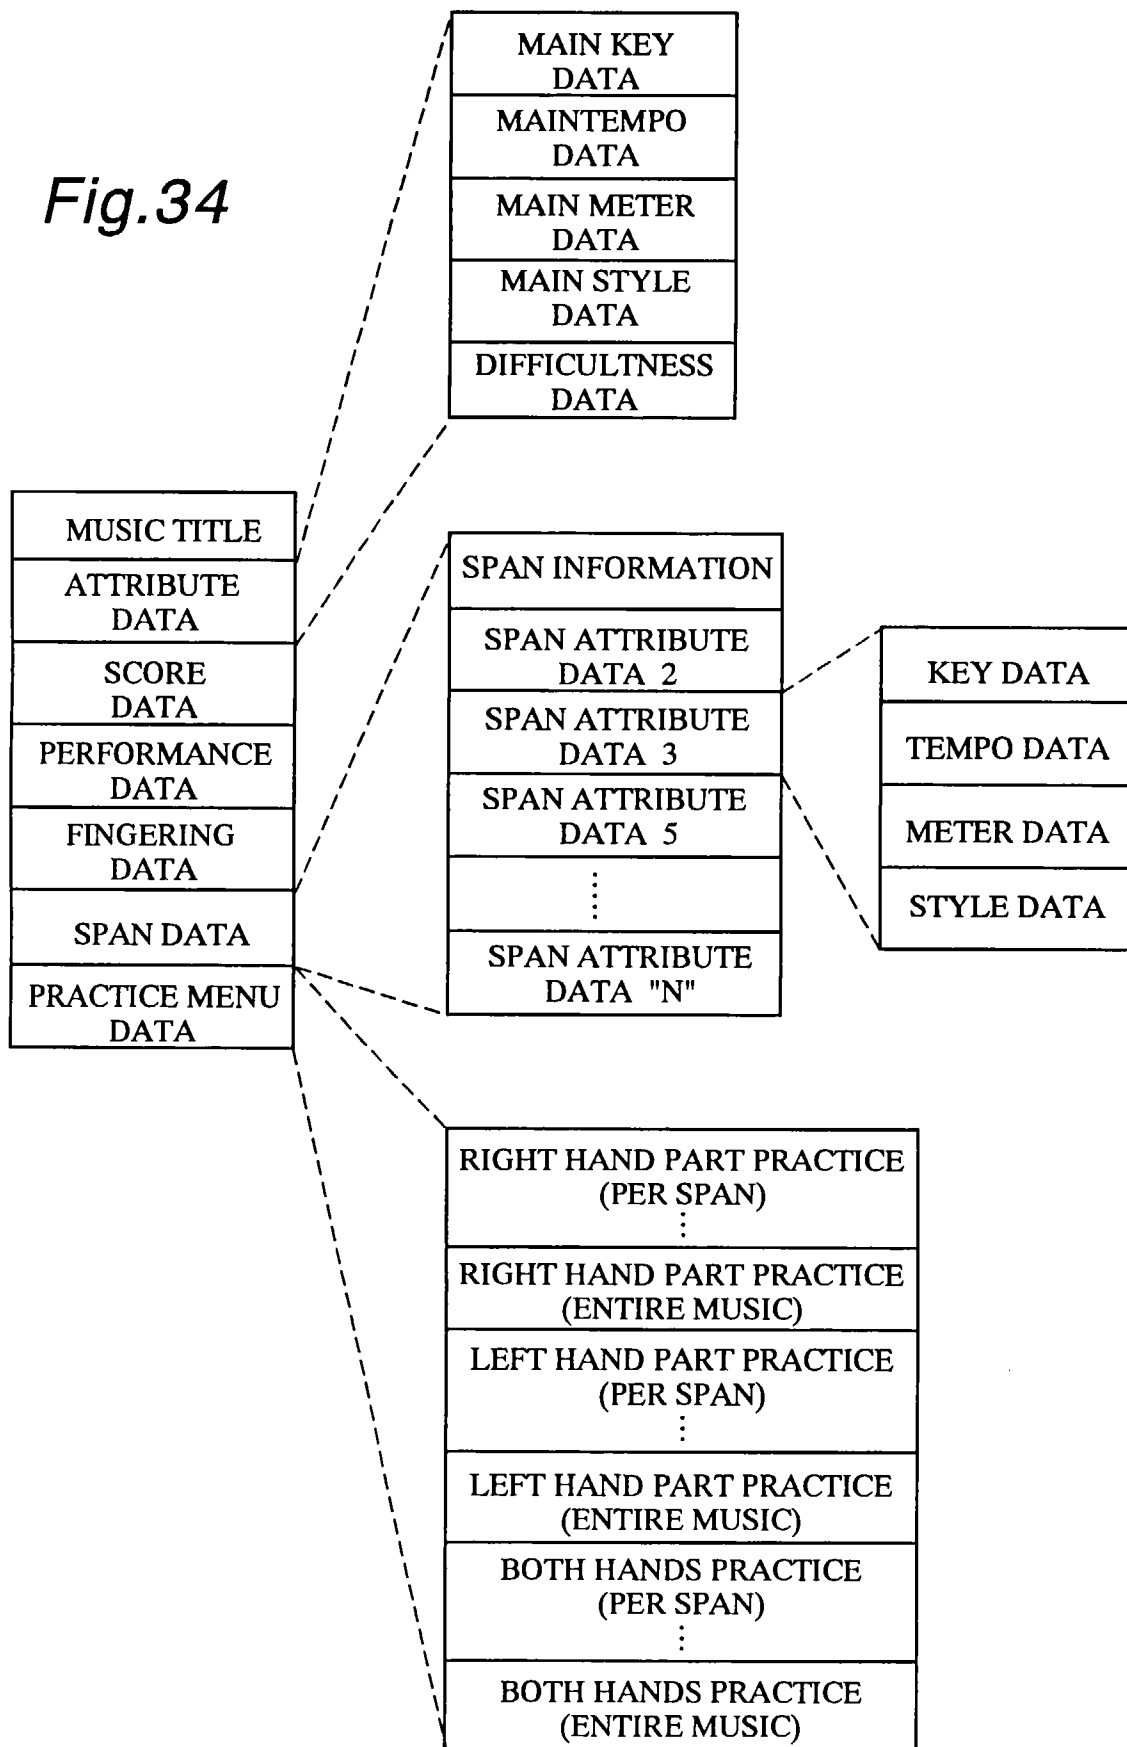 Fig.34
MAIN KEY
DATA
MAINTEMPO
DATA
MAIN METER
DATA
MAIN STYLE
DATA
DIFFICULTNESS
DATA
MUSIC TITLE
ATTRIBUTE
DATA
SCORE
DATA
PERFORMANCE
DATA
FINGERING
DATA
SPAN DATA
PRACTICE MENU
DATA
SPAN INFORMATION
SPAN ATTRIBUTE
DATA 2
SPAN ATTRIBUTE
DATA 3
SPAN ATTRIBUTE
DATA 5
SPAN ATTRIBUTE
DATA "N"
KEY DATA
TEMPO DATA
METER DATA
STYLE DATA
RIGHT HAND PART PRACTICE
(PER SPAN)
RIGHT HAND PART PRACTICE
(ENTIRE MUSIC)
LEFT HAND PART PRACTICE
(PER SPAN)
LEFT HAND PART PRACTICE
(ENTIRE MUSIC)
BOTH HANDS PRACTICE
(PER SPAN)
BOTH HANDS PRACTICE
(ENTIRE MUSIC)